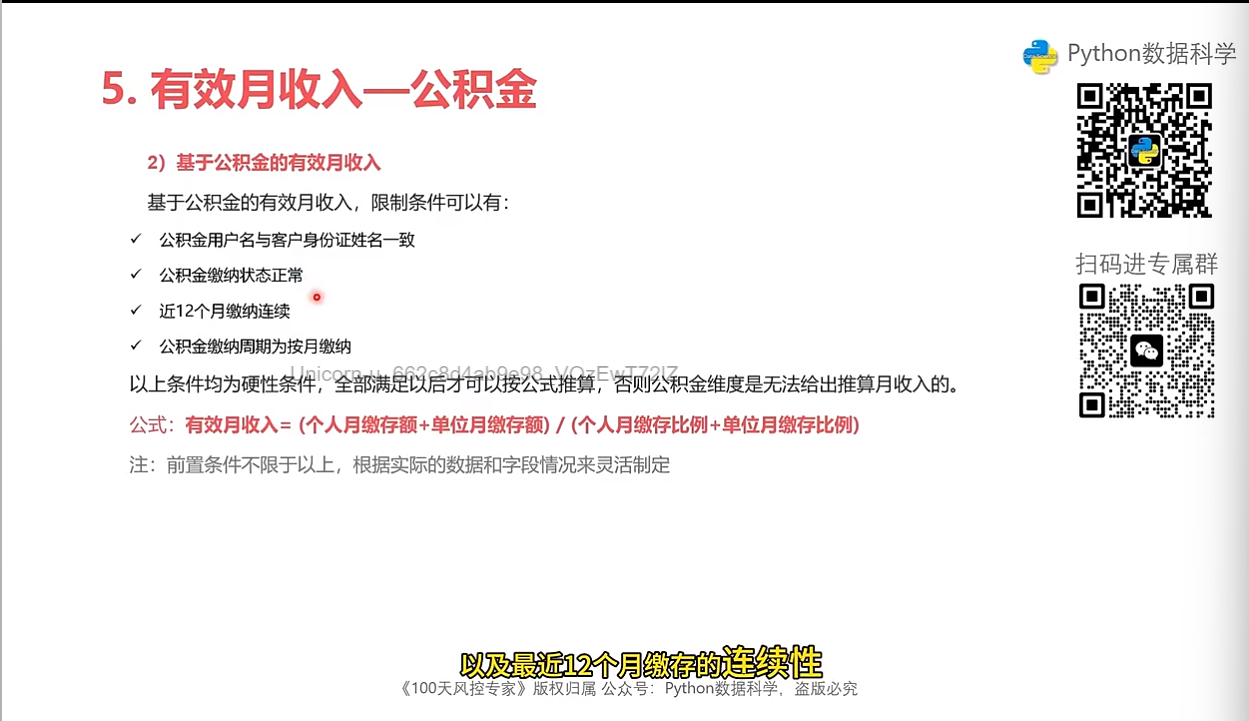 Python数据科学
5. 有效月收入—公积金
2）基于公积金的有效月收入
基于公积金的有效月收入，限制条件可以有：
✓ 公积金用户名与客户身份证姓名一致
扫码进专属群
✓ 公积金缴纳状态正常
✓ 近12个月缴纳连续
✓ 公积金缴纳周期为按月缴纳
以上条件均为硬性条件，全部满足以后才可以按公式推算，否则公积金维度是无法给出推算月收入的。
公式：有效月收入= (个人月缴存额+单位月缴存额) / (个人月缴存比例+单位月缴存比例)
注：前置条件不限于以上，根据实际的数据和字段情况来灵活制定
以及最近12个月缴存的连续性
《100天风控专家》版权归属 公众号：Python数据科学，盗版必究